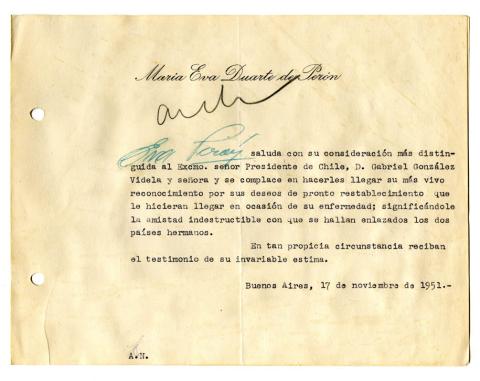 María Eva Duarte de Perón
Eva Perón saluda con su consideración más distin-
guida al Excmo. señor Presidente de Chile, D. Gabriel González
Videla y señora y se complace en hacerles llegar su más vivo
reconocimiento por sus deseos de pronto restablecimiento que
le hicieran llegar en ocasión de su enfermedad; significándole
la amistad indestructible con que se hallan enlazados los dos
países hermanos.
En tan propicia circunstancia reciban
el testimonio de su invariable estima.
Buenos Aires, 17 de noviembre de 1951.-
A.N.